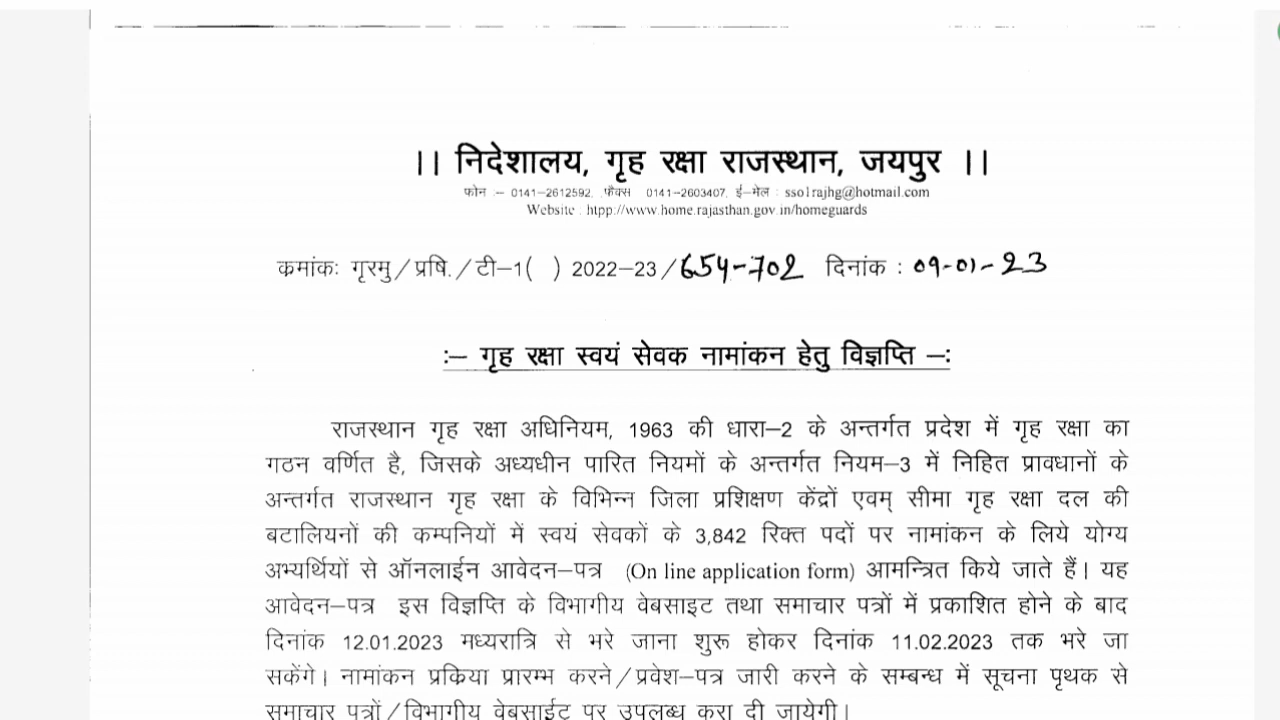 ।। निदेशालय, गृह रक्षा राजस्थान, जयपुर ।।
फोन :– 0141–2612592, फैक्स 0141–2603407, ई–मेल : sso1rajhg@hotmail.com
Website : htpp://www.home.rajasthan.gov.in/homeguards
क्रमांकः गृरमु/प्रषि./टी–1( ) 2022–23/654-702 दिनांक : 09-01-23
:– गृह रक्षा स्वयं सेवक नामांकन हेतु विज्ञप्ति –:
राजस्थान गृह रक्षा अधिनियम, 1963 की धारा–2 के अन्तर्गत प्रदेश में गृह रक्षा का
गठन वर्णित है, जिसके अध्यधीन पारित नियमों के अन्तर्गत नियम–3 में निहित प्रावधानों के
अन्तर्गत राजस्थान गृह रक्षा के विभिन्न जिला प्रशिक्षण केंद्रों एवम् सीमा गृह रक्षा दल की
बटालियनों की कम्पनियों में स्वयं सेवकों के 3,842 रिक्त पदों पर नामांकन के लिये योग्य
अभ्यर्थियों से ऑनलाईन आवेदन–पत्र (On line application form) आमन्त्रित किये जाते हैं। यह
आवेदन–पत्र इस विज्ञप्ति के विभागीय वेबसाइट तथा समाचार पत्रों में प्रकाशित होने के बाद
दिनांक 12.01.2023 मध्यरात्रि से भरे जाना शुरू होकर दिनांक 11.02.2023 तक भरे जा
सकेंगे। नामांकन प्रक्रिया प्रारम्भ करने/प्रवेश–पत्र जारी करने के सम्बन्ध में सूचना पृथक से
समाचार पत्रों/विभागीय वेबसाईट पर उपलब्ध करा दी जायेगी।